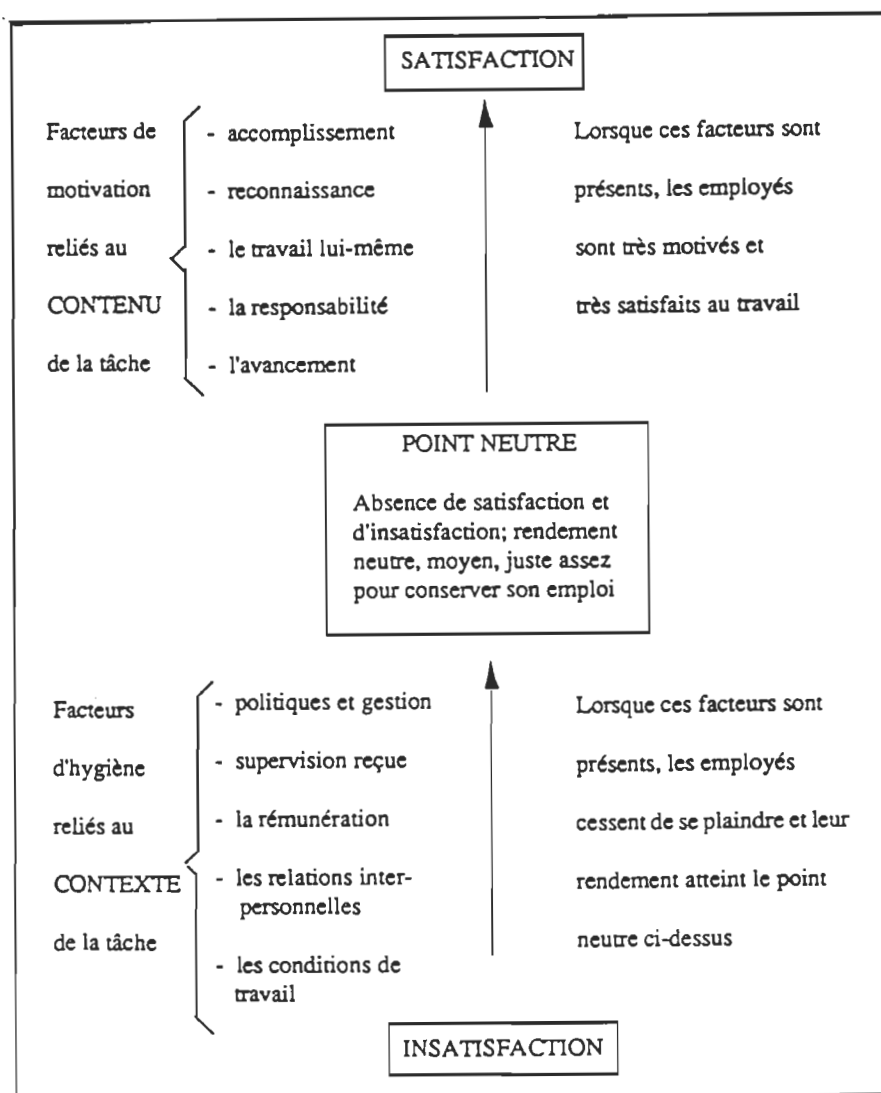 SATISFACTION
Facteurs de
motivation
reliés au
CONTENU
de la tâche
- accomplissement
- reconnaissance
- le travail lui-même
- la responsabilité
- l'avancement
Lorsque ces facteurs sont
présents, les employés
sont très motivés et
très satisfaits au travail
POINT NEUTRE
Absence de satisfaction et
d'insatisfaction; rendement
neutre, moyen, juste assez
pour conserver son emploi
Facteurs
d'hygiène
reliés au
CONTEXTE
de la tâche
- politiques et gestion
- supervision reçue
- la rémunération
- les relations inter-
personnelles
- les conditions de
travail
Lorsque ces facteurs sont
présents, les employés
cessent de se plaindre et leur
rendement atteint le point
neutre ci-dessus
INSATISFACTION